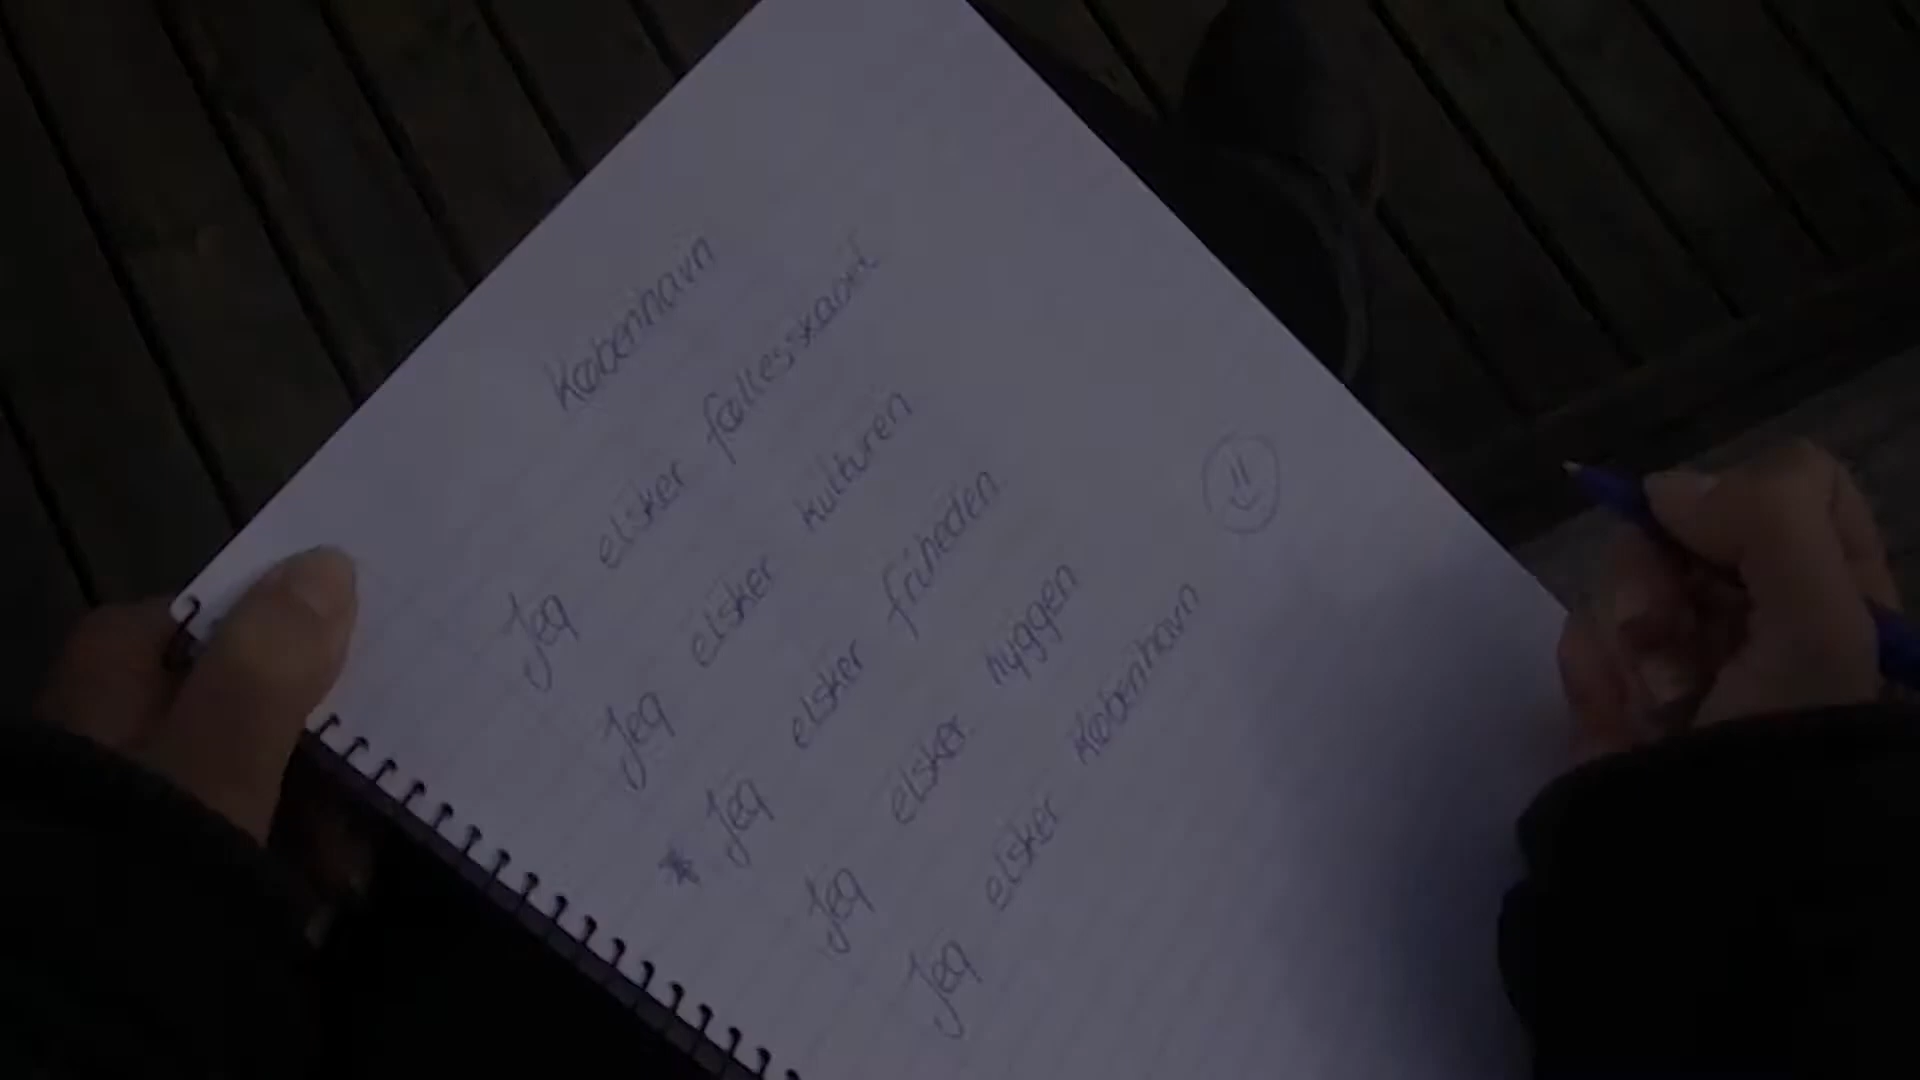 København
Jeg elsker fællesskabet
Jeg elsker kulturen
* Jeg elsker friheden
Jeg elsker hyggen
Jeg elsker København